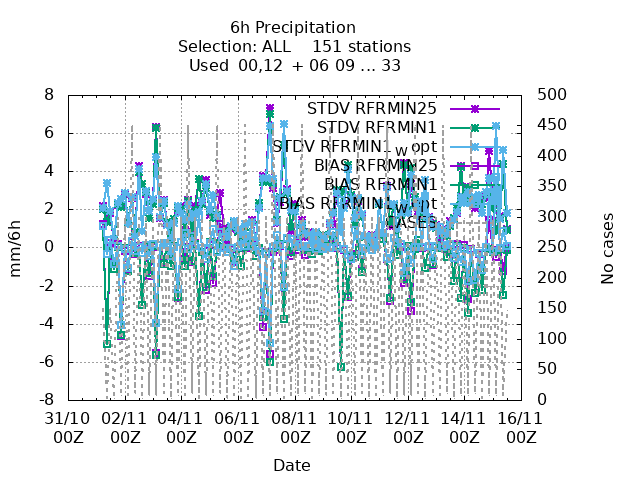 6h Precipitation
Selection: ALL    151 stations
Used  00,12  + 06 09 ... 33
8
6
4
2
0
-2
-4
-6
-8
500
450
400
350
300
250
200
150
100
50
0
STDV RFRMIN25
STDV RFRMIN1
STDV RFRMIN1_w_opt
BIAS RFRMIN25
BIAS RFRMIN1
BIAS RFRMIN1_w_opt
CASES
mm/6h
No cases
31/10 02/11 04/11 06/11 08/11 10/11 12/11 14/11 16/11
00Z 00Z 00Z 00Z 00Z 00Z 00Z 00Z 00Z
Date